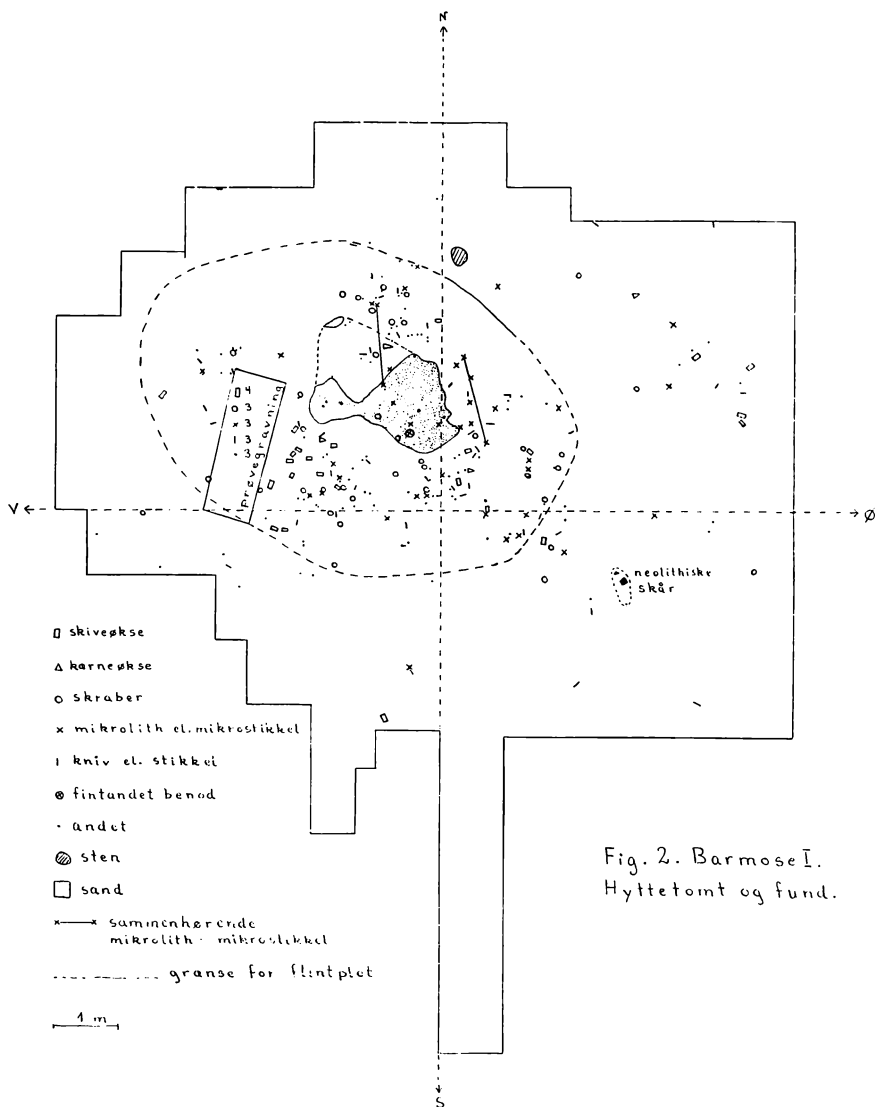 N
4
3
3
3
3
prøvegravning
V
Ø
neolithiske
skår
skiveøkse
kærneøkse
skraber
mikrolith el. mikrostikkel
kniv el. stikkel
fintandet benod
andet
sten
sand
sammenhørende
mikrolith - mikrostikkel
grænse for flintplet
1 m
Fig. 2. Barmose I.
Hyttetomt og fund.
S